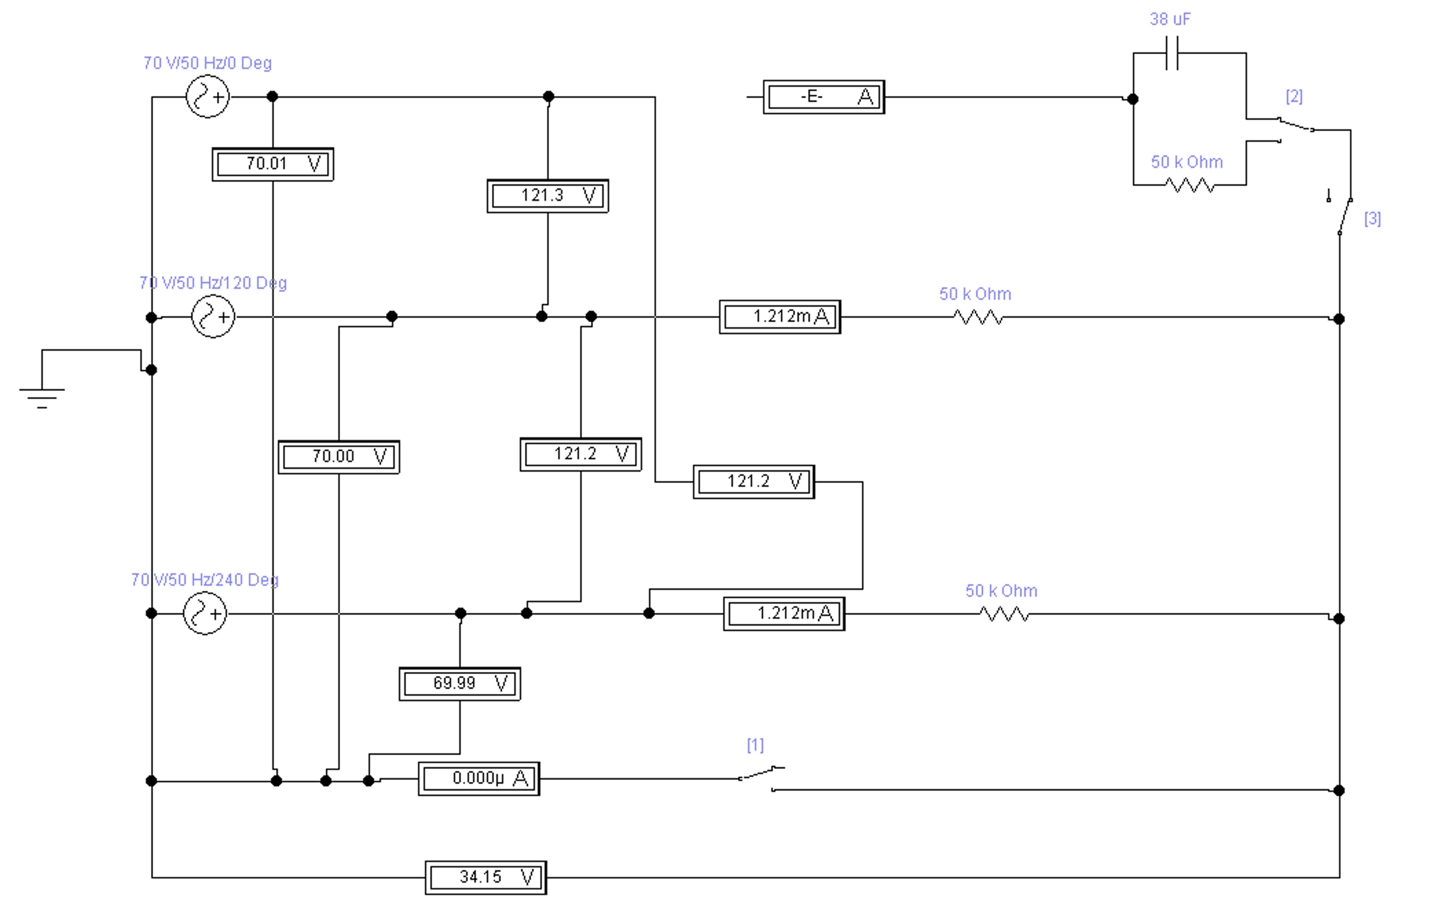 38 uF
70 V/50 Hz/0 Deg
-E- A
[2]
70.01 V
50 k Ohm
121.3 V
[3]
70 V/50 Hz/120 Deg
50 k Ohm
1.212m A
70.00 V
121.2 V
121.2 V
70 V/50 Hz/240 Deg
50 k Ohm
1.212m A
69.99 V
[1]
0.000µ A
34.15 V